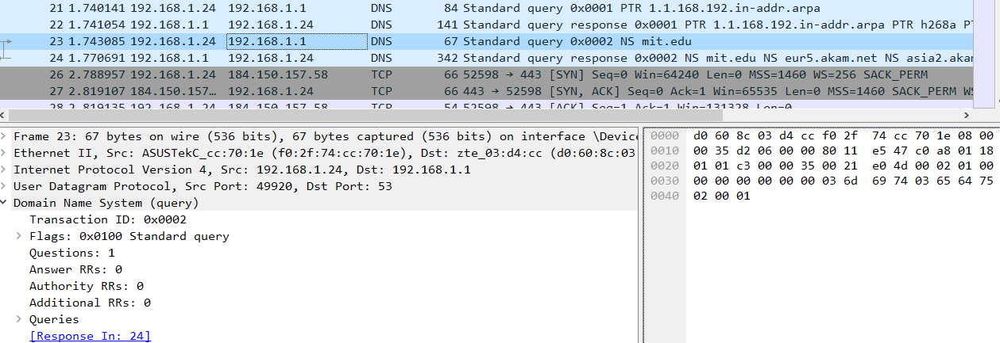 21 1.740141 192.168.1.24 192.168.1.1 DNS 84 Standard query 0x0001 PTR 1.1.168.192.in-addr.arpa
22 1.741054 192.168.1.1 192.168.1.24 DNS 141 Standard query response 0x0001 PTR 1.1.168.192.in-addr.arpa PTR h268a PT
23 1.743085 192.168.1.24 192.168.1.1 DNS 67 Standard query 0x0002 NS mit.edu
24 1.770691 192.168.1.1 192.168.1.24 DNS 342 Standard query response 0x0002 NS mit.edu NS eur5.akam.net NS asia2.akam
26 2.788957 192.168.1.24 184.150.157.58 TCP 66 52598 → 443 [SYN] Seq=0 Win=64240 Len=0 MSS=1460 WS=256 SACK_PERM
27 2.819107 184.150.157… 192.168.1.24 TCP 66 443 → 52598 [SYN, ACK] Seq=0 Ack=1 Win=65535 Len=0 MSS=1460 SACK_PERM WS
28 2.819135 192.168.1.24 184.150.157.58 TCP 54 52598 → 443 [ACK] Seq=1 Ack=1 Win=131328 Len=0
Frame 23: 67 bytes on wire (536 bits), 67 bytes captured (536 bits) on interface \Device
Ethernet II, Src: ASUSTekC_cc:70:1e (f0:2f:74:cc:70:1e), Dst: zte_03:d4:cc (d0:60:8c:03
Internet Protocol Version 4, Src: 192.168.1.24, Dst: 192.168.1.1
User Datagram Protocol, Src Port: 49920, Dst Port: 53
Domain Name System (query)
Transaction ID: 0x0002
Flags: 0x0100 Standard query
Questions: 1
Answer RRs: 0
Authority RRs: 0
Additional RRs: 0
Queries
[Response In: 24]
0000 d0 60 8c 03 d4 cc f0 2f 74 cc 70 1e 08 00
0010 00 35 d2 06 00 00 80 11 e5 47 c0 a8 01 18
0020 01 01 c3 00 00 35 00 21 e0 4d 00 02 01 00
0030 00 00 00 00 00 00 03 6d 69 74 03 65 64 75
0040 02 00 01